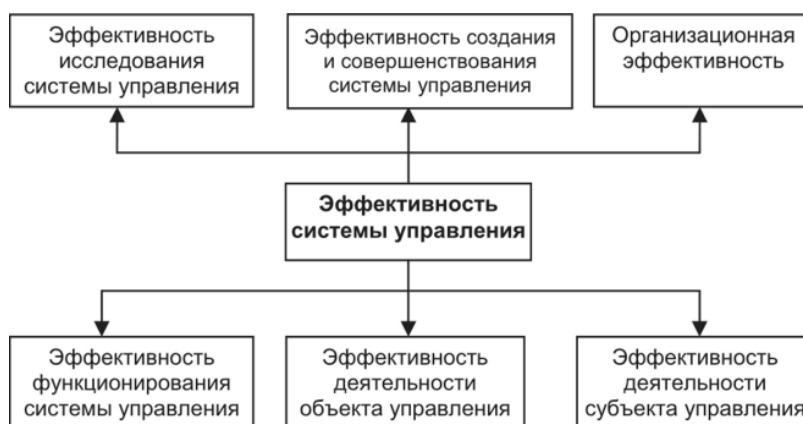 Эффективность
исследования
системы управления
Эффективность создания
и совершенствования
системы управления
Организационная
эффективность
Эффективность
системы управления
Эффективность
функционирования
системы управления
Эффективность
деятельности
объекта управления
Эффективность
деятельности
субъекта управления